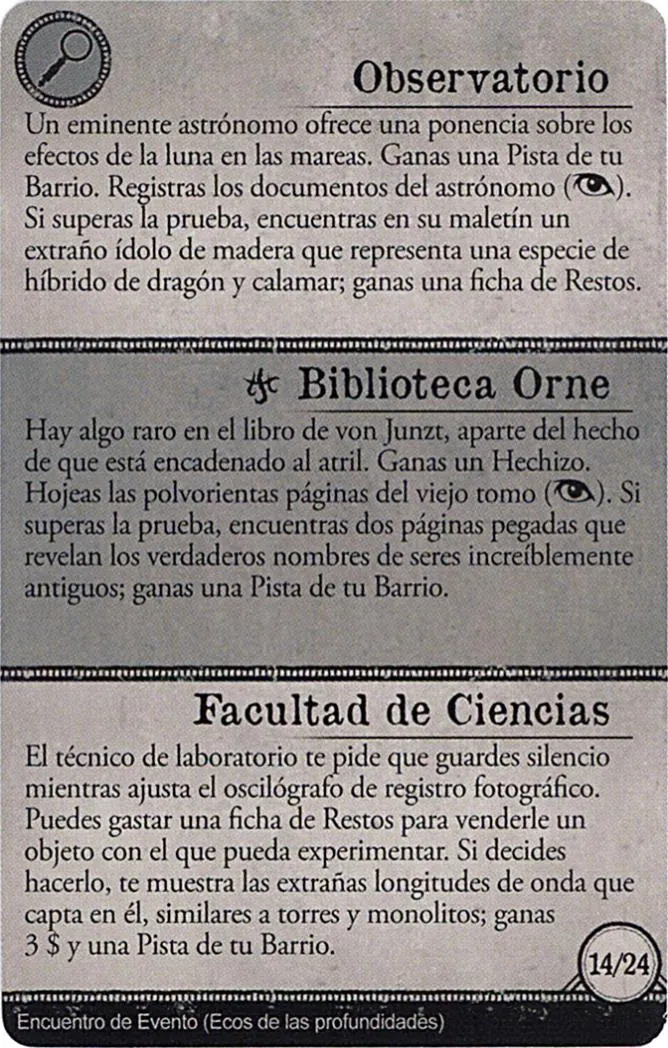 Observatorio
Un eminente astrónomo ofrece una ponencia sobre los
efectos de la luna en las mareas. Ganas una Pista de tu
Barrio. Registras los documentos del astrónomo ( ).
Si superas la prueba, encuentras en su maletín un
extraño ídolo de madera que representa una especie de
híbrido de dragón y calamar; ganas una ficha de Restos.
Biblioteca Orne
Hay algo raro en el libro de von Junzt, aparte del hecho
de que está encadenado al atril. Ganas un Hechizo.
Hojeas las polvorientas páginas del viejo tomo ( ). Si
superas la prueba, encuentras dos páginas pegadas que
revelan los verdaderos nombres de seres increíblemente
antiguos; ganas una Pista de tu Barrio.
Facultad de Ciencias
El técnico de laboratorio te pide que guardes silencio
mientras ajusta el oscilógrafo de registro fotográfico.
Puedes gastar una ficha de Restos para venderle un
objeto con el que pueda experimentar. Si decides
hacerlo, te muestra las extrañas longitudes de onda que
capta en él, similares a torres y monolitos; ganas
3 $ y una Pista de tu Barrio.
14/24
Encuentro de Evento (Ecos de las profundidades)